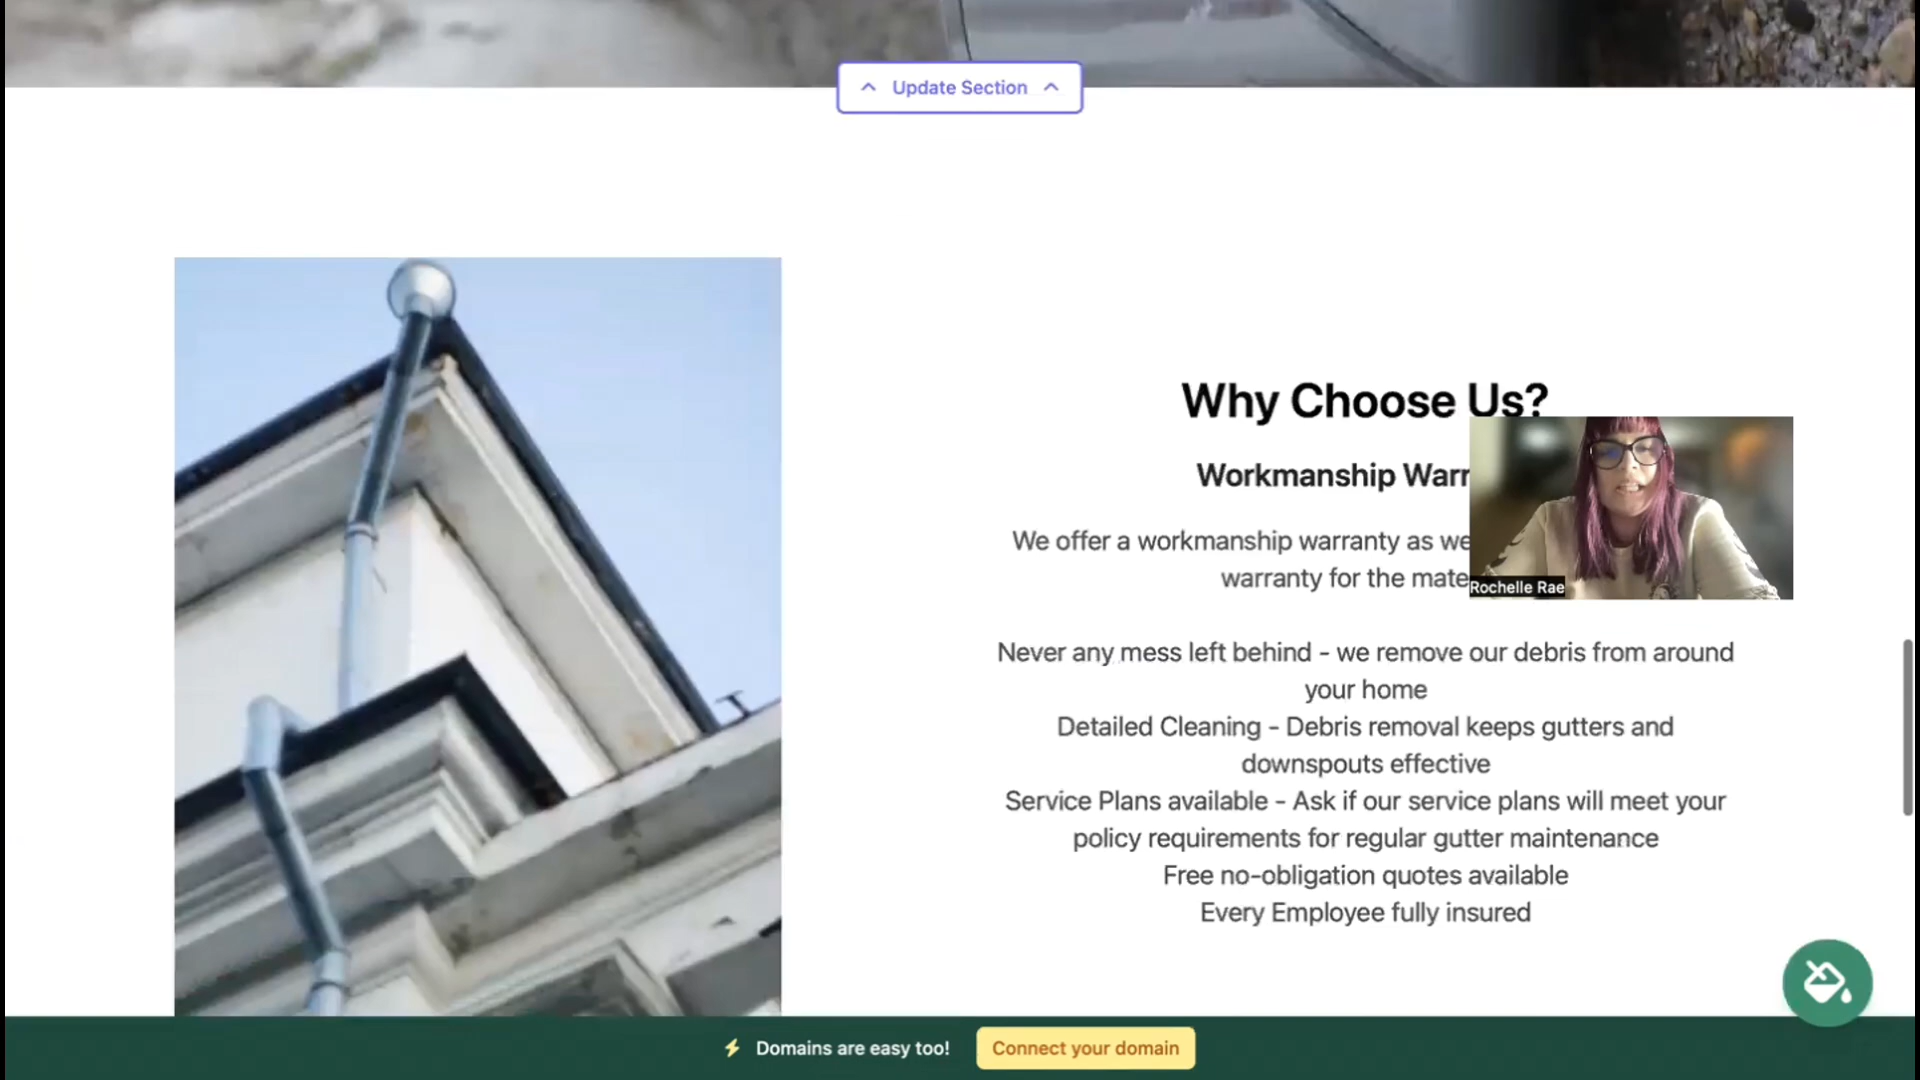 Update Section
Why Choose Us?
Workmanship
We offer a workmanship warranty as
warranty for the
Rochelle Rae
Never any mess left behind - we remove our debris from around
your home
Detailed Cleaning - Debris removal keeps gutters and
downspouts effective
Service Plans available - Ask if our service plans will meet your
policy requirements for regular gutter maintenance
Free no-obligation quotes available
Every Employee fully insured
Domains are easy too!
Connect your domain